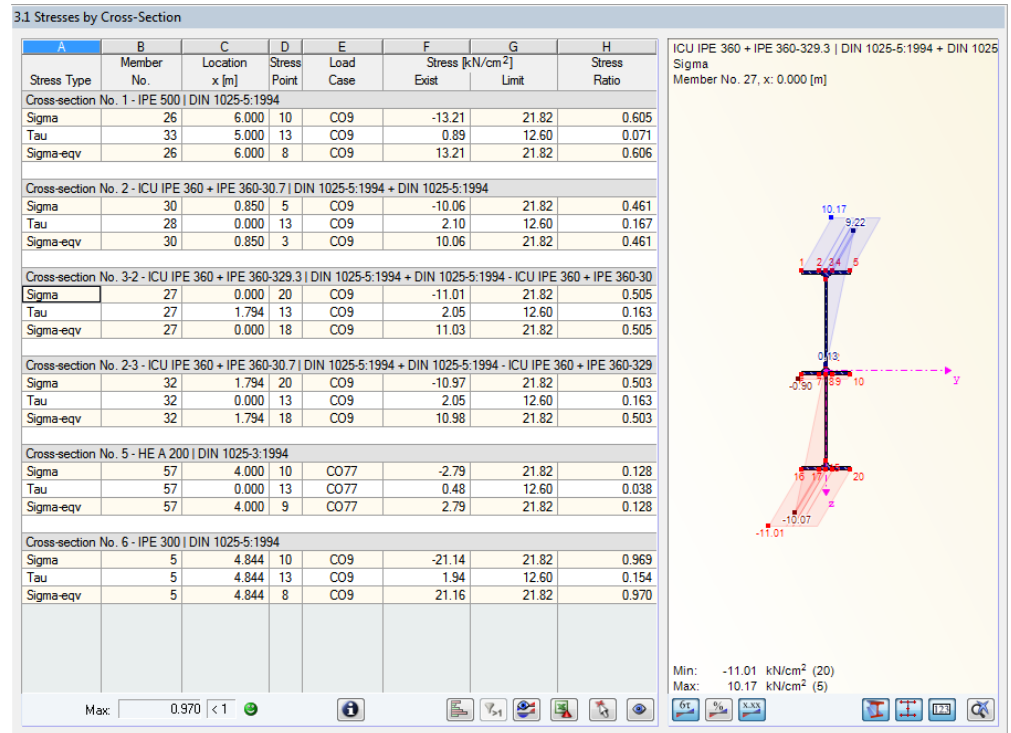 3.1 Stresses by Cross-Section
A B C D E F G H
Member Location Stress Load Stress [kN/cm²] Stress
Stress Type No. x [m] Point Case Exist Limit Ratio
Cross-section No. 1 - IPE 500 | DIN 1025-5:1994
Sigma 26 6.000 10 CO9 -13.21 21.82 0.605
Tau 33 5.000 13 CO9 0.89 12.60 0.071
Sigma-eqv 26 6.000 8 CO9 13.21 21.82 0.606
Cross-section No. 2 - ICU IPE 360 + IPE 360-30.7 | DIN 1025-5:1994 + DIN 1025-5:1994
Sigma 30 0.850 5 CO9 -10.06 21.82 0.461
Tau 28 0.000 13 CO9 2.10 12.60 0.167
Sigma-eqv 30 0.850 3 CO9 10.06 21.82 0.461
Cross-section No. 3-2 - ICU IPE 360 + IPE 360-329.3 | DIN 1025-5:1994 + DIN 1025-5:1994 - ICU IPE 360 + IPE 360-30
Sigma 27 0.000 20 CO9 -11.01 21.82 0.505
Tau 27 1.794 13 CO9 2.05 12.60 0.163
Sigma-eqv 27 0.000 18 CO9 11.03 21.82 0.505
Cross-section No. 2-3 - ICU IPE 360 + IPE 360-30.7 | DIN 1025-5:1994 + DIN 1025-5:1994 - ICU IPE 360 + IPE 360-329
Sigma 32 1.794 20 CO9 -10.97 21.82 0.503
Tau 32 0.000 13 CO9 2.05 12.60 0.163
Sigma-eqv 32 1.794 18 CO9 10.98 21.82 0.503
Cross-section No. 5 - HE A 200 | DIN 1025-3:1994
Sigma 57 4.000 10 CO77 -2.79 21.82 0.128
Tau 57 0.000 13 CO77 0.48 12.60 0.038
Sigma-eqv 57 4.000 9 CO77 2.79 21.82 0.128
Cross-section No. 6 - IPE 300 | DIN 1025-5:1994
Sigma 5 4.844 10 CO9 -21.14 21.82 0.969
Tau 5 4.844 13 CO9 1.94 12.60 0.154
Sigma-eqv 5 4.844 8 CO9 21.16 21.82 0.970
Max: 0.970 < 1
ICU IPE 360 + IPE 360-329.3 | DIN 1025-5:1994 + DIN 1025
Sigma
Member No. 27, x: 0.000 [m]
10.17
9.22
1 2 3 4 5
0.13
y
-0.90 7 8 9 10
16 17 20
z
-10.07
-11.01
Min: -11.01 kN/cm² (20)
Max: 10.17 kN/cm² (5)
στ % x.xx 123